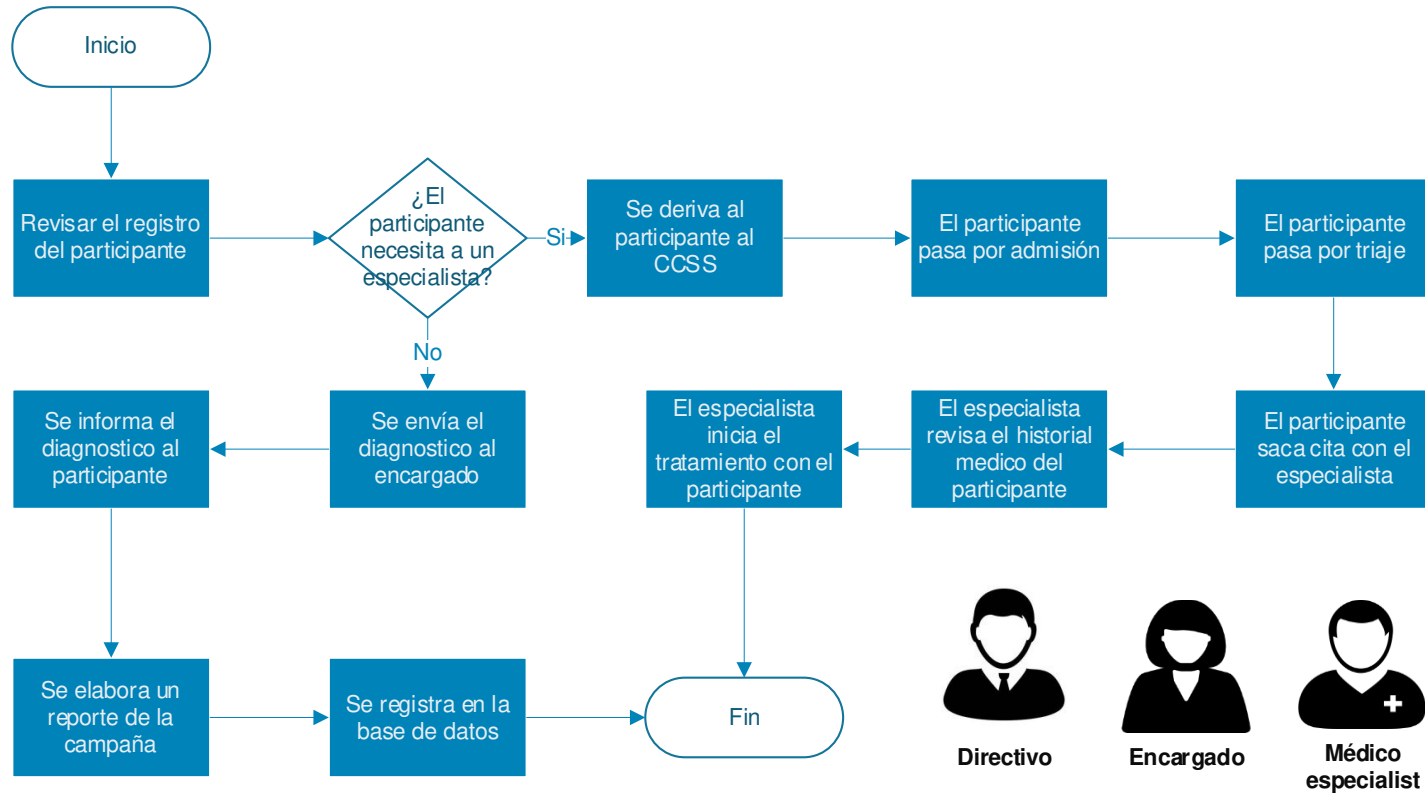 Inicio
Revisar el registro
del participante
¿El
participante
necesita a un
especialista?
Si
Se deriva al
participante al
CCSS
El participante
pasa por admisión
El participante
pasa por triaje
No
Se informa el
diagnostico al
participante
Se envía el
diagnostico al
encargado
El especialista
inicia el
tratamiento con el
participante
El especialista
revisa el historial
medico del
participante
El participante
saca cita con el
especialista
Se elabora un
reporte de la
campaña
Se registra en la
base de datos
Fin
Directivo
Encargado
Médico
especialist